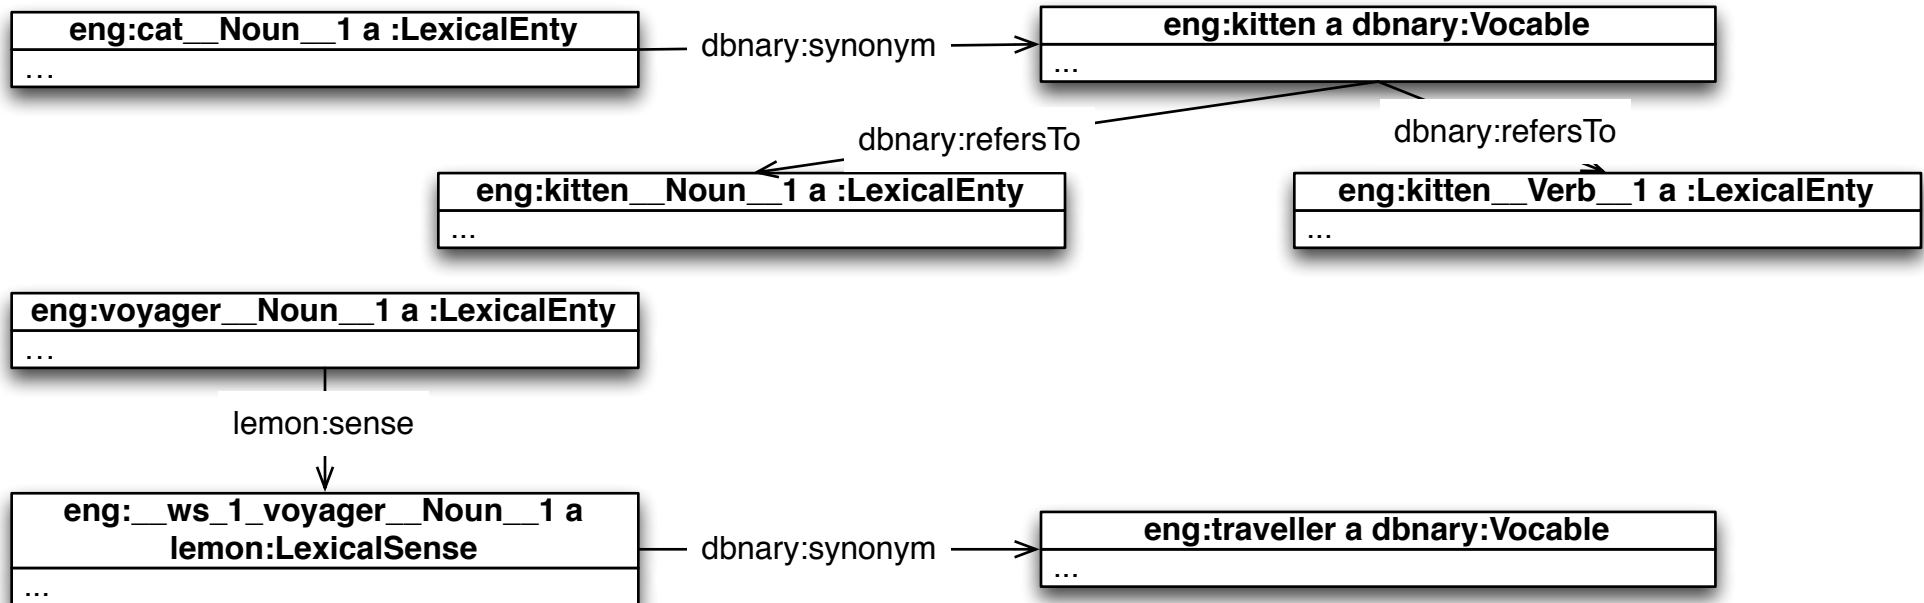 eng:cat__Noun__1 a :LexicalEnty
...
dbnary:synonym
eng:kitten a dbnary:Vocable
...
dbnary:refersTo
dbnary:refersTo
eng:kitten__Noun__1 a :LexicalEnty
...
eng:kitten__Verb__1 a :LexicalEnty
...
eng:voyager__Noun__1 a :LexicalEnty
...
lemon:sense
eng:__ws_1_voyager__Noun__1 a
lemon:LexicalSense
...
dbnary:synonym
eng:traveller a dbnary:Vocable
...